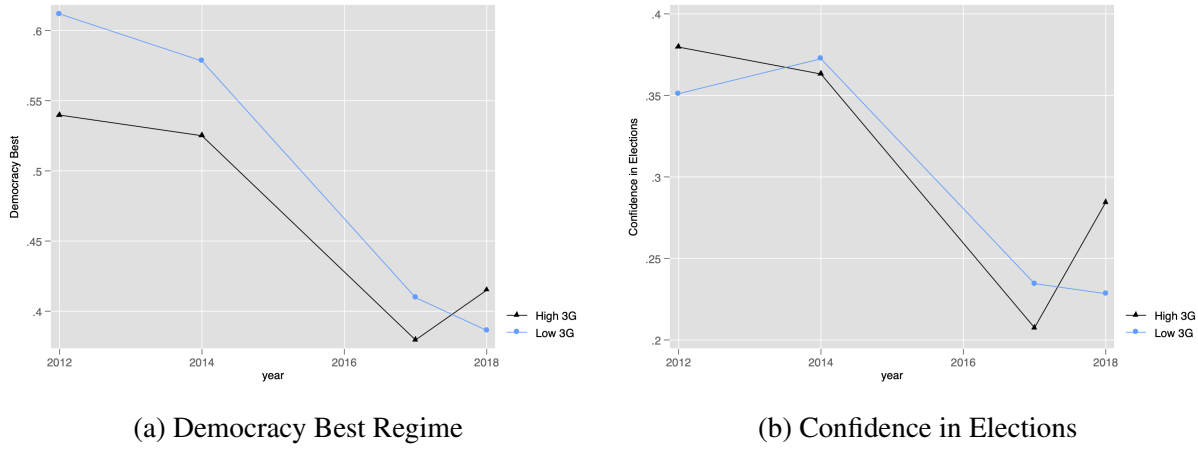 .6
.55
.5
.45
.4
Democracy Best
2012 2014 2016 2018
year
High 3G
Low 3G
(a) Democracy Best Regime
.4
.35
.3
.25
.2
Confidence in Elections
2012 2014 2016 2018
year
High 3G
Low 3G
(b) Confidence in Elections